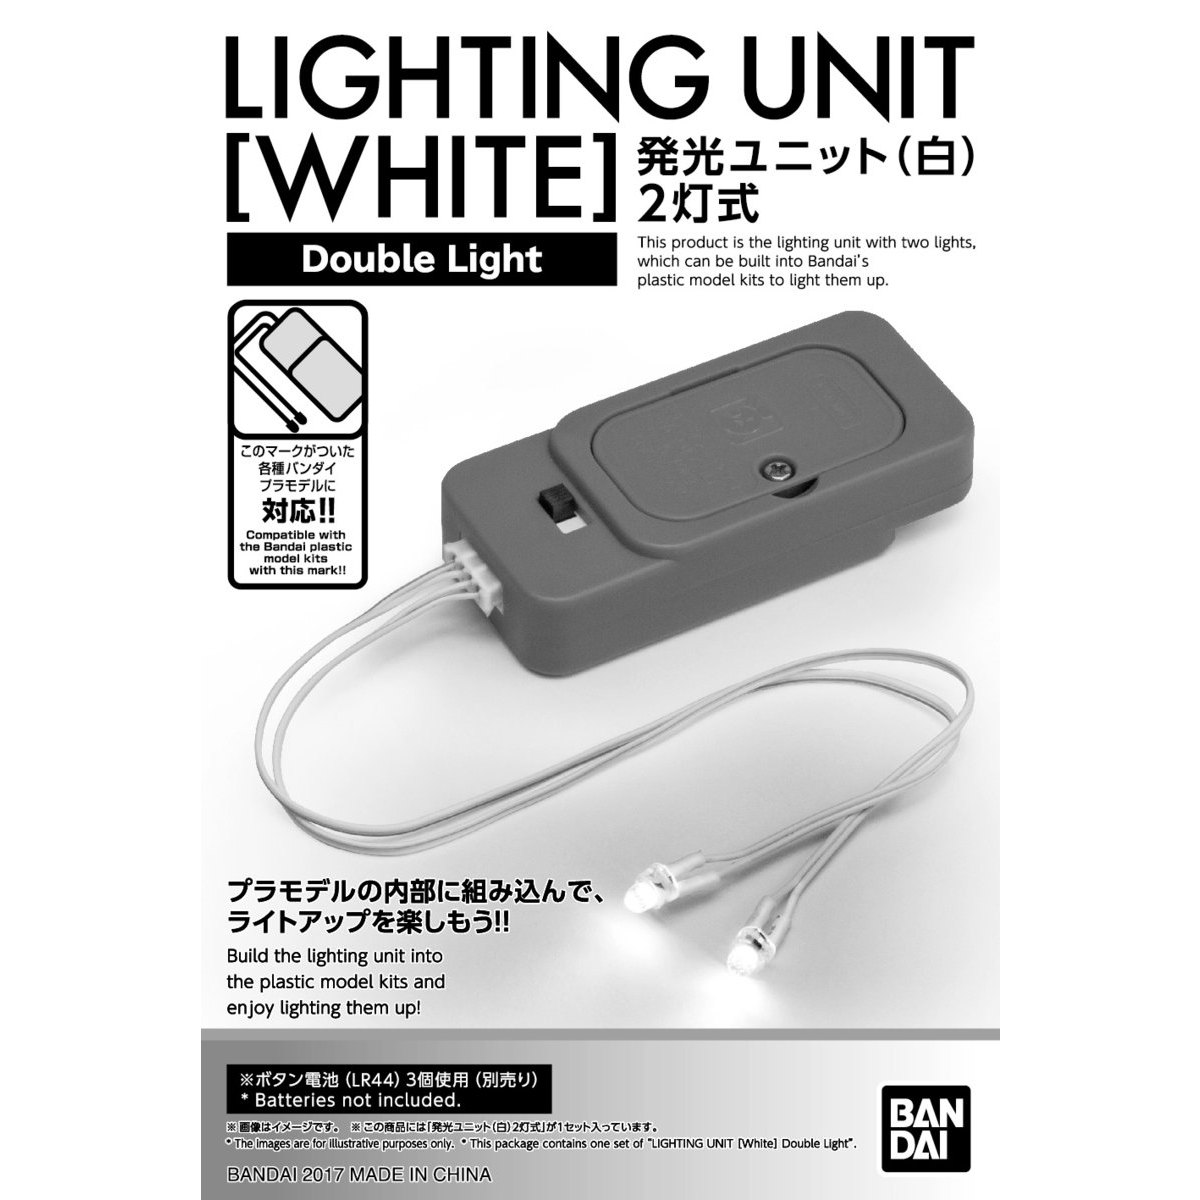 LIGHTING UNIT
[WHITE]
発光ユニット(白)
2灯式
Double Light
This product is the lighting unit with two lights,
which can be built into Bandai's
plastic model kits to light them up.
このマークがついた
各種バンダイ
プラモデルに
対応!!
Compatible with
the Bandai plastic
model kits
with this mark!!
プラモデルの内部に組み込んで、
ライトアップを楽しもう!!
Build the lighting unit into
the plastic model kits and
enjoy lighting them up!
※ボタン電池(LR44)3個使用(別売り)
* Batteries not included.
※ 画像はイメージです。 ※ この商品には「発光ユニット(白)2灯式」が1セット入っています。
* The images are for illustrative purposes only. * This package contains one set of "LIGHTING UNIT [White] Double Light".
BANDAI 2017 MADE IN CHINA
BAN
DAI